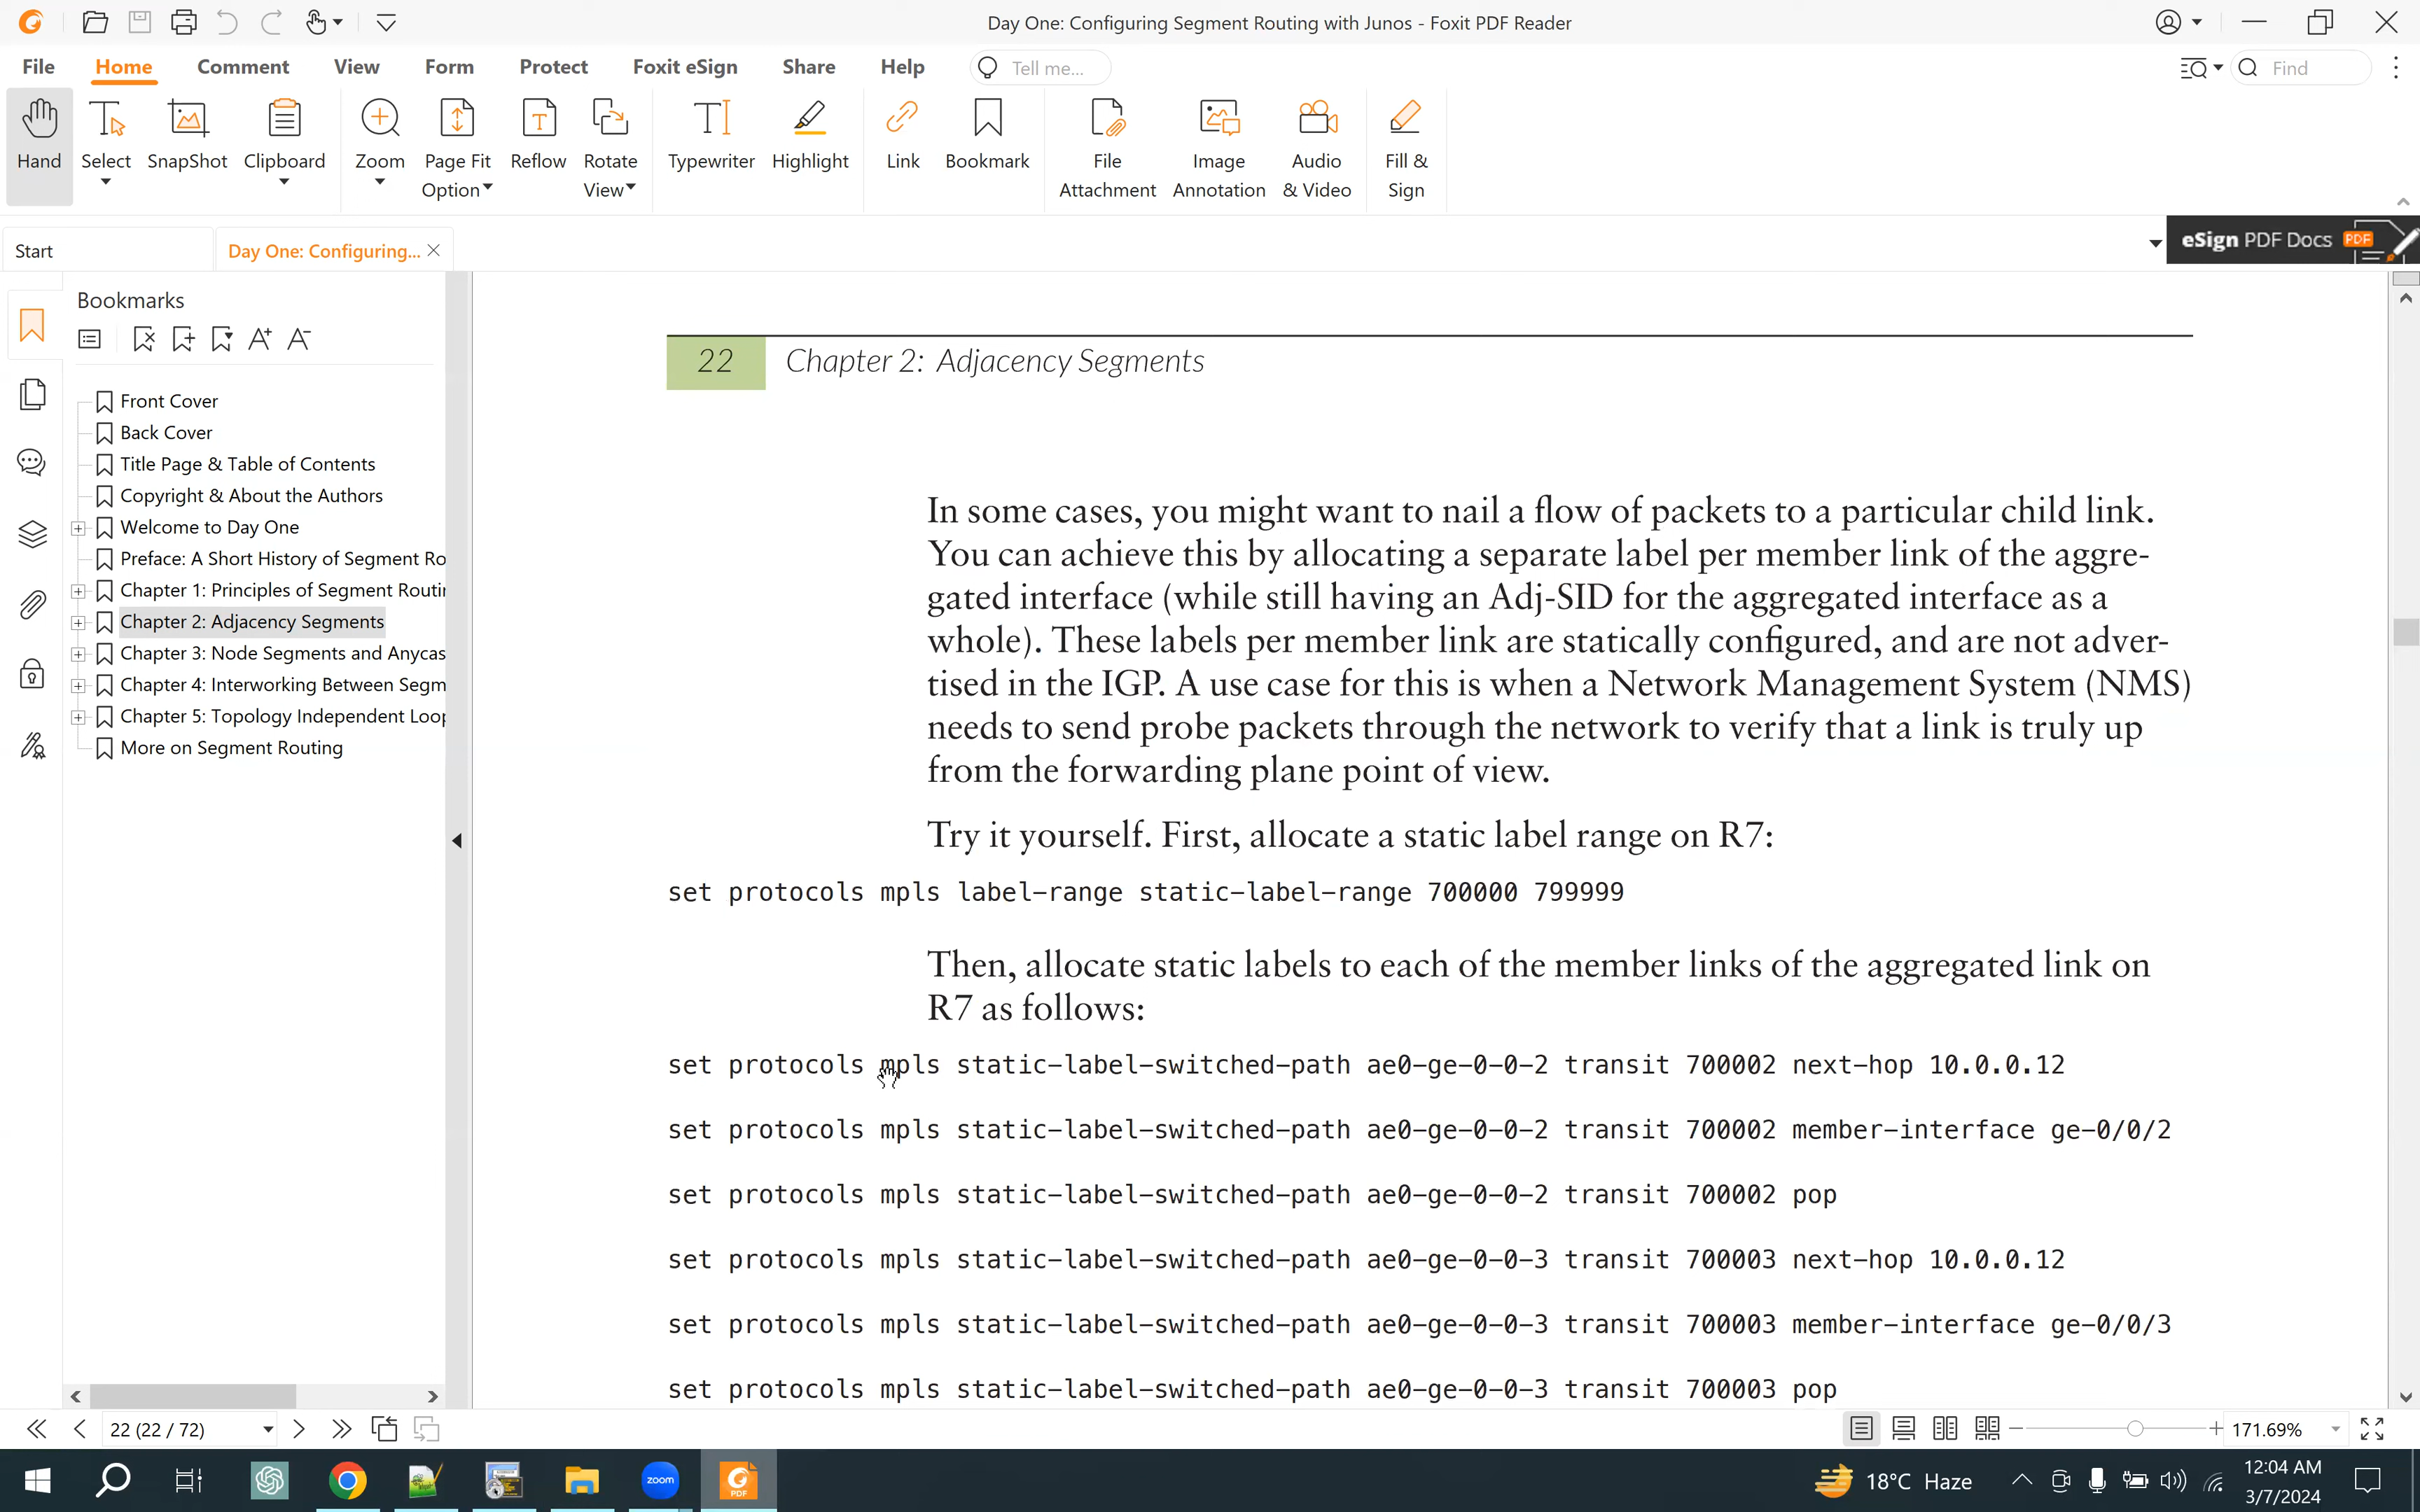 Day One: Configuring Segment Routing with Junos - Foxit PDF Reader
File Home Comment View Form Protect Foxit eSign Share Help Tell me... Find
Hand Select SnapShot Clipboard Zoom Page Fit Option Reflow Rotate View Typewriter Highlight Link Bookmark File Attachment Image Annotation Audio & Video Fill & Sign
Start Day One: Configuring... eSign PDF Docs PDF
Bookmarks
Front Cover
Back Cover
Title Page & Table of Contents
Copyright & About the Authors
Welcome to Day One
Preface: A Short History of Segment Ro
Chapter 1: Principles of Segment Routi
Chapter 2: Adjacency Segments
Chapter 3: Node Segments and Anycas
Chapter 4: Interworking Between Segm
Chapter 5: Topology Independent Loop
More on Segment Routing
22 Chapter 2: Adjacency Segments
In some cases, you might want to nail a flow of packets to a particular child link.
You can achieve this by allocating a separate label per member link of the aggre-
gated interface (while still having an Adj-SID for the aggregated interface as a
whole). These labels per member link are statically configured, and are not adver-
tised in the IGP. A use case for this is when a Network Management System (NMS)
needs to send probe packets through the network to verify that a link is truly up
from the forwarding plane point of view.
Try it yourself. First, allocate a static label range on R7:
set protocols mpls label-range static-label-range 700000 799999
Then, allocate static labels to each of the member links of the aggregated link on
R7 as follows:
set protocols mpls static-label-switched-path ae0-ge-0-0-2 transit 700002 next-hop 10.0.0.12
set protocols mpls static-label-switched-path ae0-ge-0-0-2 transit 700002 member-interface ge-0/0/2
set protocols mpls static-label-switched-path ae0-ge-0-0-2 transit 700002 pop
set protocols mpls static-label-switched-path ae0-ge-0-0-3 transit 700003 next-hop 10.0.0.12
set protocols mpls static-label-switched-path ae0-ge-0-0-3 transit 700003 member-interface ge-0/0/3
set protocols mpls static-label-switched-path ae0-ge-0-0-3 transit 700003 pop
22 (22 / 72) 171.69%
zoom PDF 18°C Haze 12:04 AM
3/7/2024